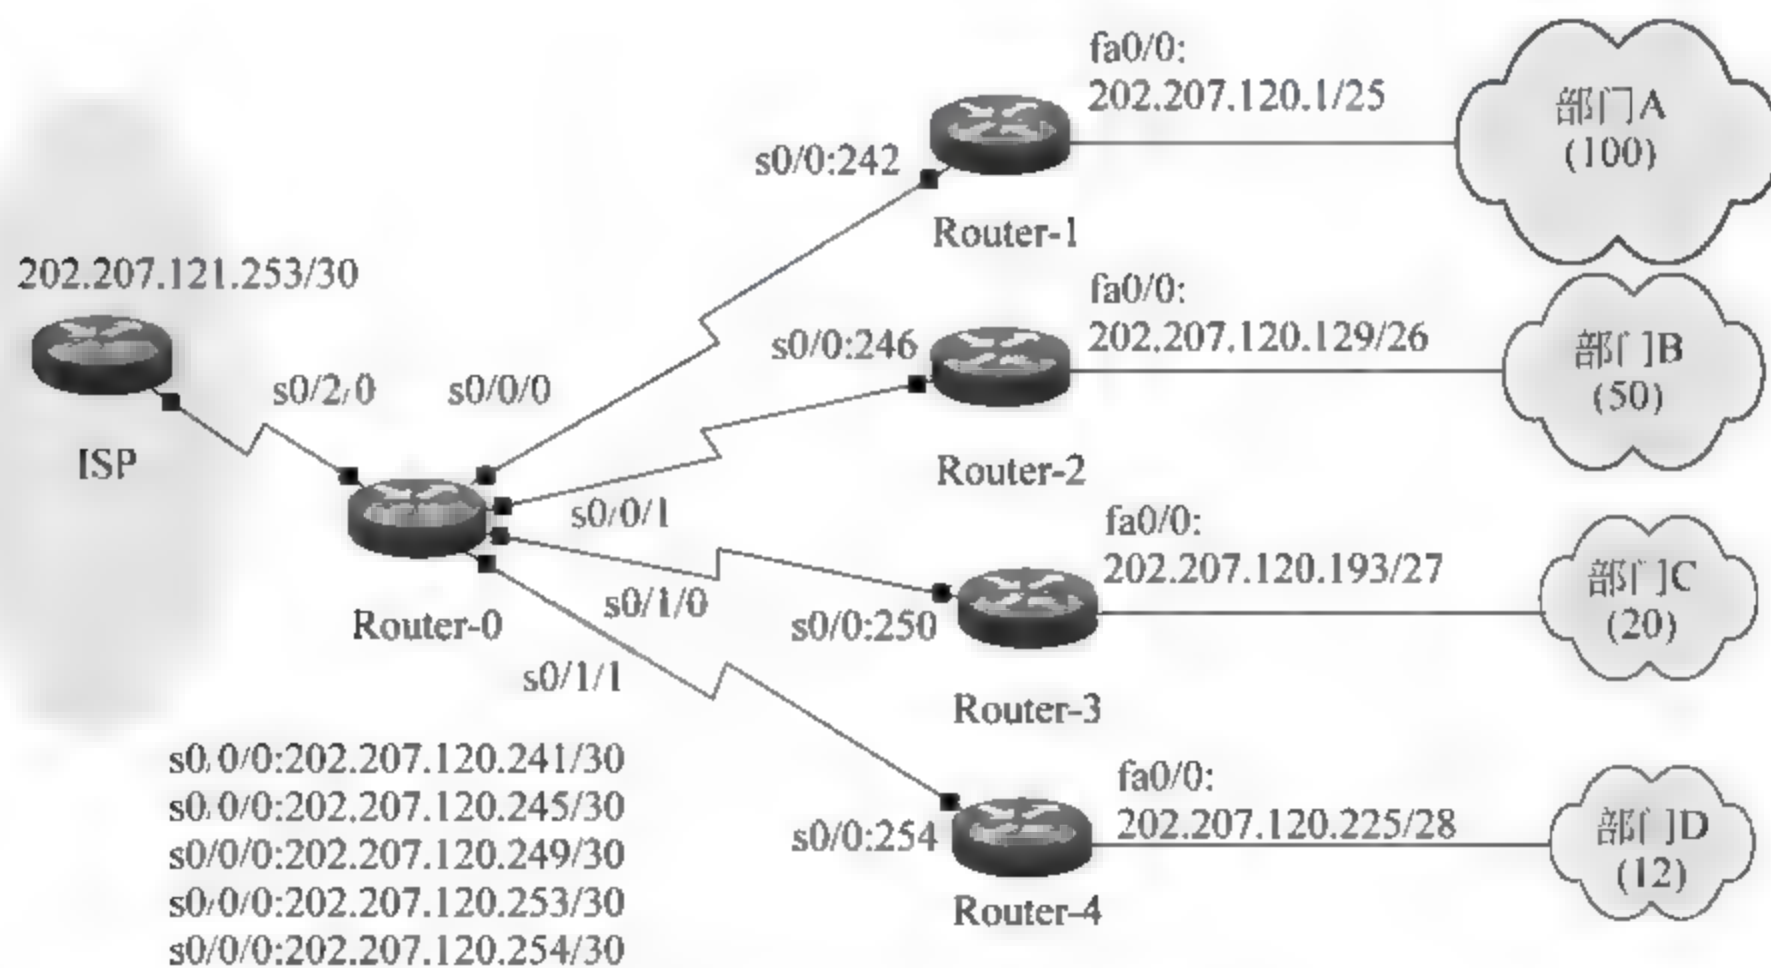 fa0/0:
202.207.120.1/25
部门A
(100)
s0/0:242
Router-1
202.207.121.253/30
fa0/0:
202.207.120.129/26
部门B
(50)
s0/0:246
s0/2/0
s0/0/0
ISP
Router-2
s0/0/1
fa0/0:
202.207.120.193/27
部门C
(20)
s0/1/0
s0/0:250
Router-0
s0/1/1
Router-3
s0/0/0:202.207.120.241/30
s0/0/0:202.207.120.245/30
s0/0/0:202.207.120.249/30
s0/0/0:202.207.120.253/30
s0/0/0:202.207.120.254/30
fa0/0:
202.207.120.225/28
部门D
(12)
s0/0:254
Router-4